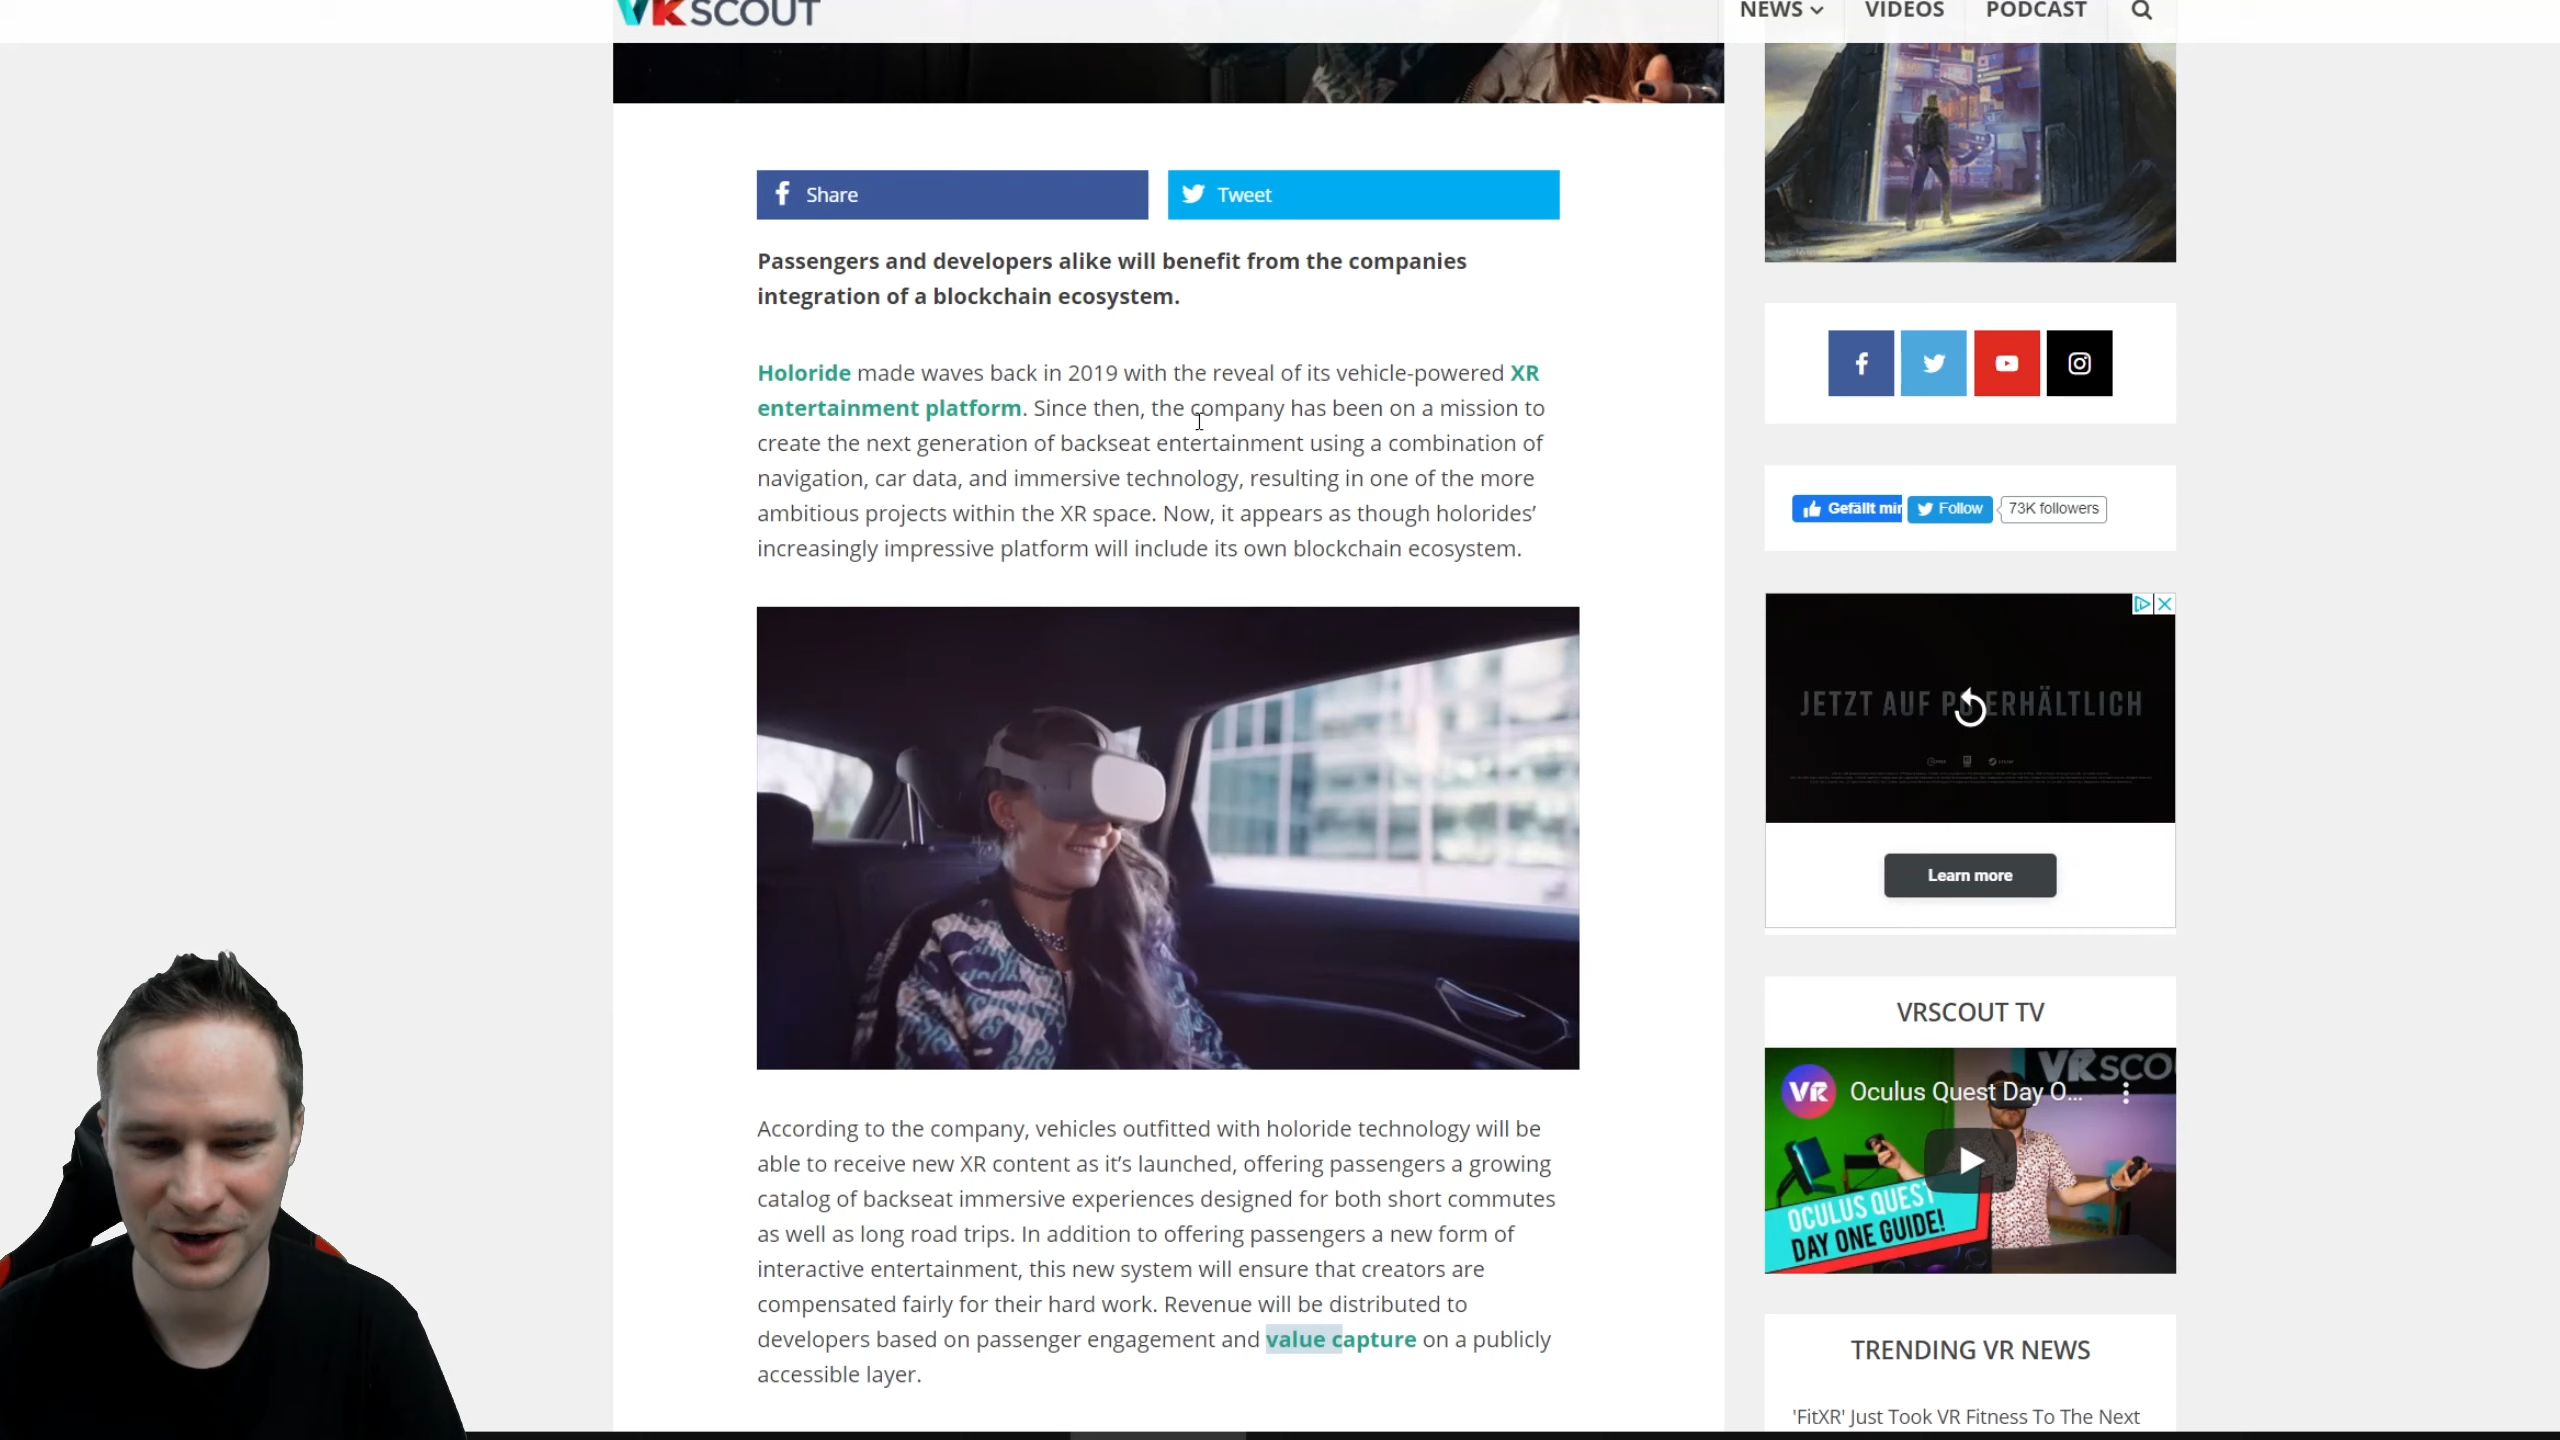 VRSCOUT
NEWS
VIDEOS
PODCAST
Share
Tweet
Passengers and developers alike will benefit from the companies
integration of a blockchain ecosystem.
Holoride made waves back in 2019 with the reveal of its vehicle-powered XR
entertainment platform. Since then, the company has been on a mission to
create the next generation of backseat entertainment using a combination of
navigation, car data, and immersive technology, resulting in one of the more
ambitious projects within the XR space. Now, it appears as though holorides’
increasingly impressive platform will include its own blockchain ecosystem.
According to the company, vehicles outfitted with holoride technology will be
able to receive new XR content as it’s launched, offering passengers a growing
catalog of backseat immersive experiences designed for both short commutes
as well as long road trips. In addition to offering passengers a new form of
interactive entertainment, this new system will ensure that creators are
compensated fairly for their hard work. Revenue will be distributed to
developers based on passenger engagement and value capture on a publicly
accessible layer.
Gefällt mir
Follow
73K followers
JETZT AUF ERHÄLTLICH
Learn more
VRSCOUT TV
VRSCO
VR
Oculus Quest Day O...
OCULUS QUEST
DAY ONE GUIDE!
TRENDING VR NEWS
'FitXR' Just Took VR Fitness To The Next